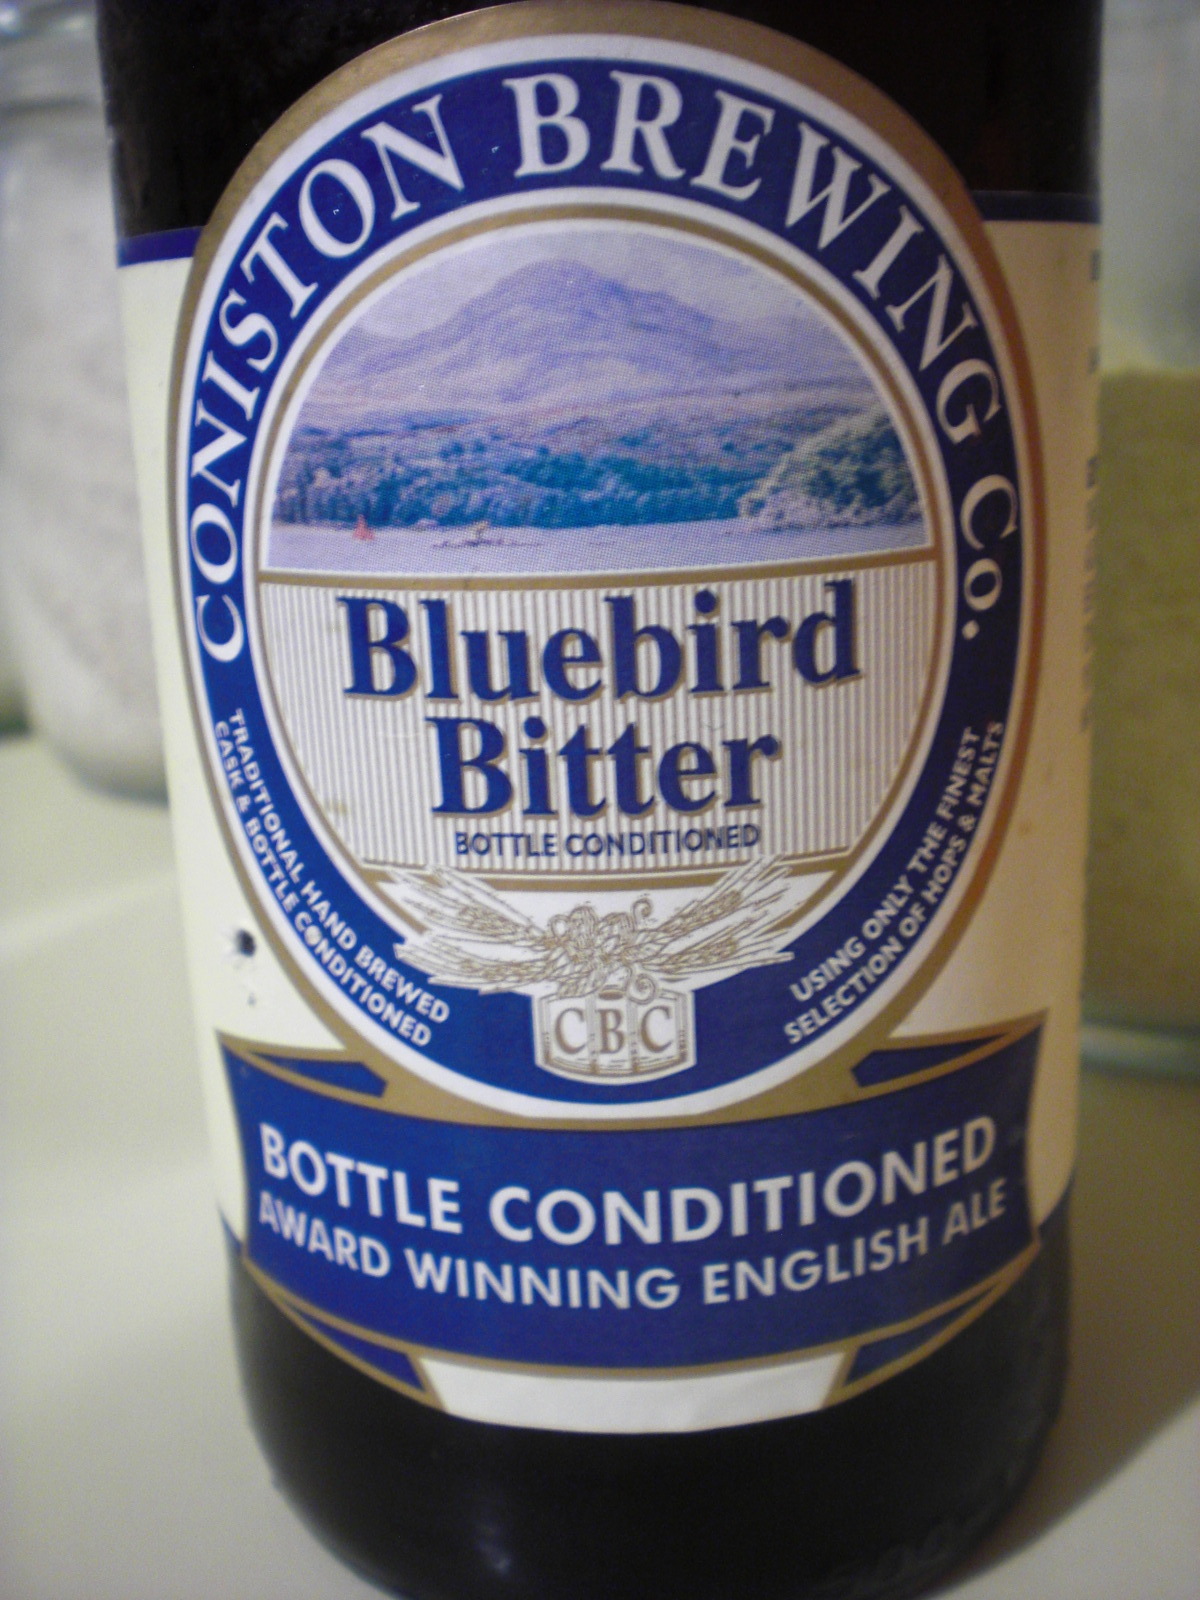 CONISTON BREWING CO.
Bluebird
Bitter
BOTTLE CONDITIONED
TRADITIONAL HAND BREWED
CASK & BOTTLE CONDITIONED
USING ONLY THE FINEST
SELECTION OF HOPS & MALTS
CBC
BOTTLE CONDITIONED
AWARD WINNING ENGLISH ALE